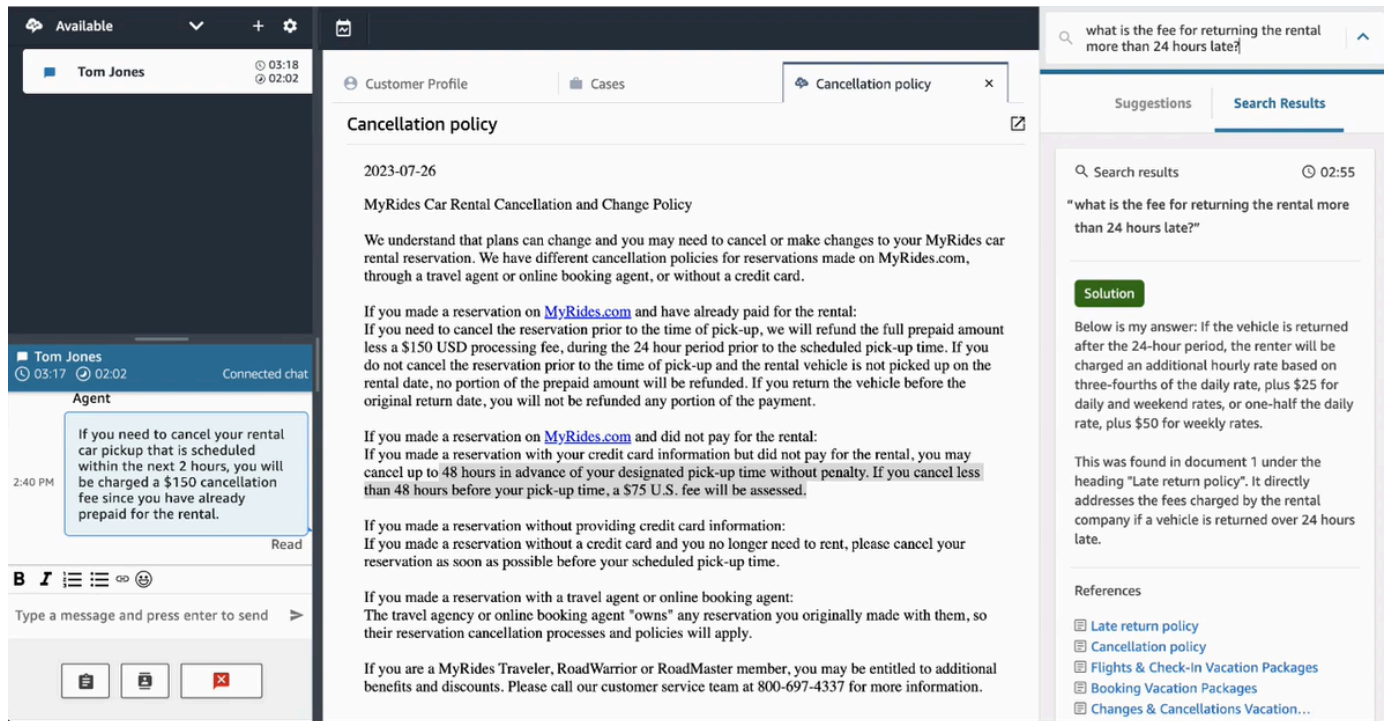 Available
Tom Jones
03:18
02:02
Tom Jones
03:17 02:02 Connected chat
Agent
If you need to cancel your rental
car pickup that is scheduled
within the next 2 hours, you will
be charged a $150 cancellation
fee since you have already
prepaid for the rental.
2:40 PM
Read
B I
Type a message and press enter to send
Customer Profile
Cases
Cancellation policy
Cancellation policy
2023-07-26
MyRides Car Rental Cancellation and Change Policy
We understand that plans can change and you may need to cancel or make changes to your MyRides car
rental reservation. We have different cancellation policies for reservations made on MyRides.com,
through a travel agent or online booking agent, or without a credit card.
If you made a reservation on MyRides.com and have already paid for the rental:
If you need to cancel the reservation prior to the time of pick-up, we will refund the full prepaid amount
less a $150 USD processing fee, during the 24 hour period prior to the scheduled pick-up time. If you
do not cancel the reservation prior to the time of pick-up and the rental vehicle is not picked up on the
rental date, no portion of the prepaid amount will be refunded. If you return the vehicle before the
original return date, you will not be refunded any portion of the payment.
If you made a reservation on MyRides.com and did not pay for the rental:
If you made a reservation with your credit card information but did not pay for the rental, you may
cancel up to 48 hours in advance of your designated pick-up time without penalty. If you cancel less
than 48 hours before your pick-up time, a $75 U.S. fee will be assessed.
If you made a reservation without providing credit card information:
If you made a reservation without a credit card and you no longer need to rent, please cancel your
reservation as soon as possible before your scheduled pick-up time.
If you made a reservation with a travel agent or online booking agent:
The travel agency or online booking agent "owns" any reservation you originally made with them, so
their reservation cancellation processes and policies will apply.
If you are a MyRides Traveler, RoadWarrior or RoadMaster member, you may be entitled to additional
benefits and discounts. Please call our customer service team at 800-697-4337 for more information.
what is the fee for returning the rental
more than 24 hours late?
Suggestions
Search Results
Search results 02:55
"what is the fee for returning the rental more
than 24 hours late?"
Solution
Below is my answer: If the vehicle is returned
after the 24-hour period, the renter will be
charged an additional hourly rate based on
three-fourths of the daily rate, plus $25 for
daily and weekend rates, or one-half the daily
rate, plus $50 for weekly rates.
This was found in document 1 under the
heading "Late return policy". It directly
addresses the fees charged by the rental
company if a vehicle is returned over 24 hours
late.
References
Late return policy
Cancellation policy
Flights & Check-In Vacation Packages
Booking Vacation Packages
Changes & Cancellations Vacation...